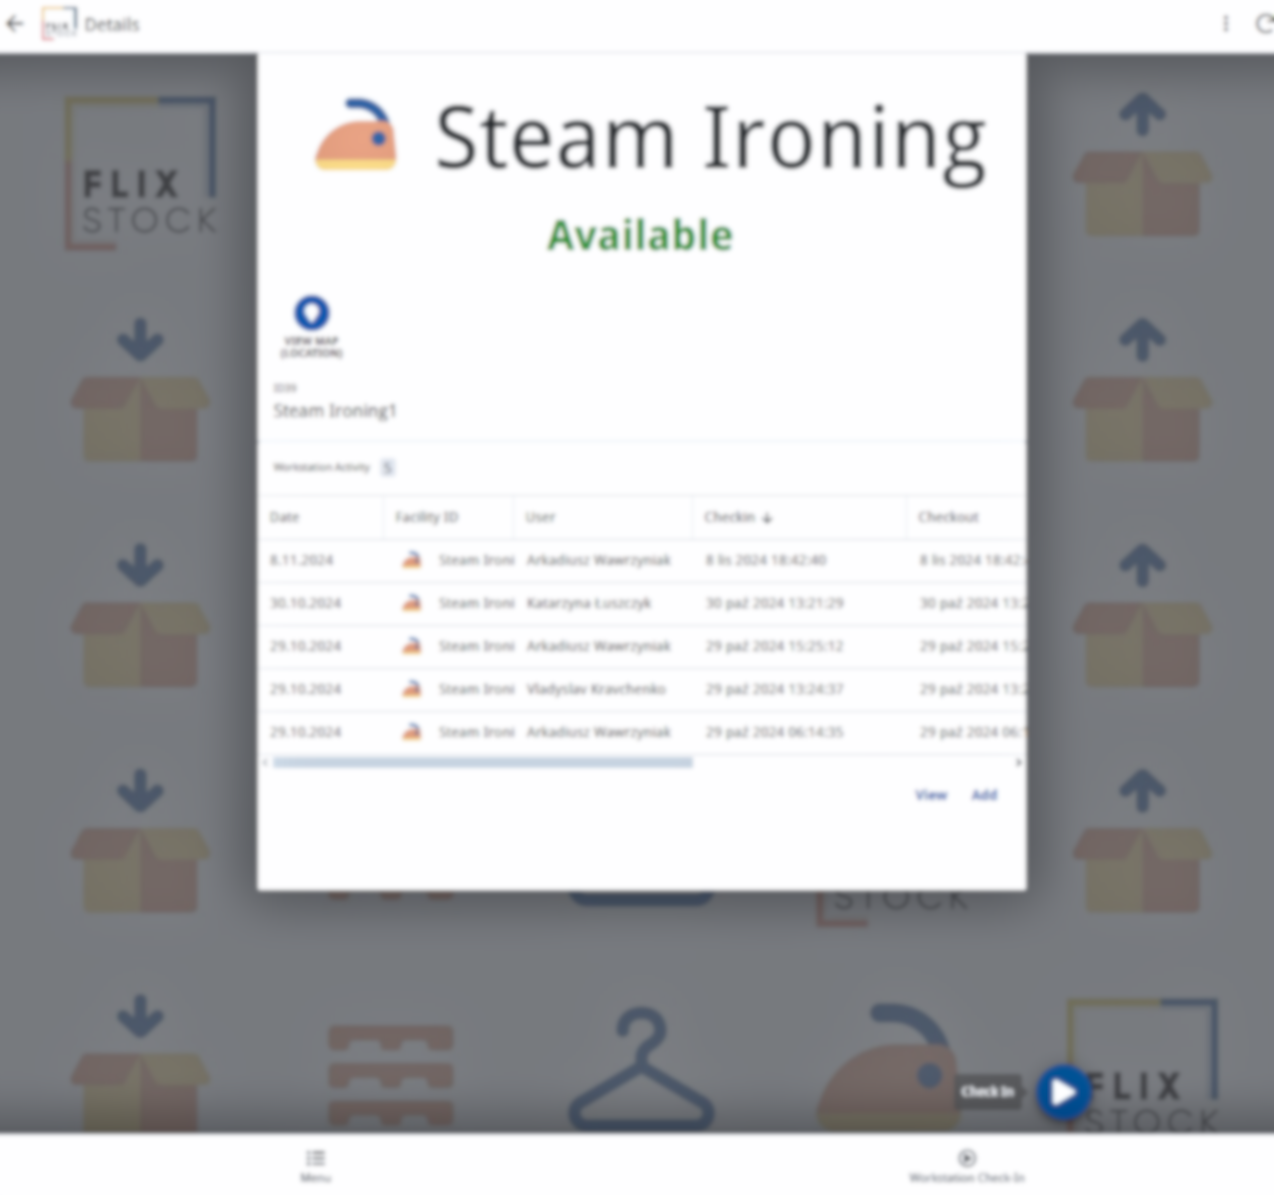 Details
FLIX
STOCK
Steam Ironing
Available
VIEW MAP
(LOCATION)
Steam Ironing1
Workstation Activity 5
Date Facility ID User Checkin Checkout
8.11.2024 Steam Ironi Arkadiusz Wawrzyniak 8 lis 2024 18:42:40 8 lis 2024 18:42:
30.10.2024 Steam Ironi Katarzyna Łuszczyk 30 paź 2024 13:21:29 30 paź 2024 13:2
29.10.2024 Steam Ironi Arkadiusz Wawrzyniak 29 paź 2024 15:25:12 29 paź 2024 15:2
29.10.2024 Steam Ironi Vladyslav Kravchenko 29 paź 2024 13:24:37 29 paź 2024 13:2
29.10.2024 Steam Ironi Arkadiusz Wawrzyniak 29 paź 2024 06:14:35 29 paź 2024 06:1
View Add
STOCK
Check In
FLIX
STOCK
Menu
Workstation Check In